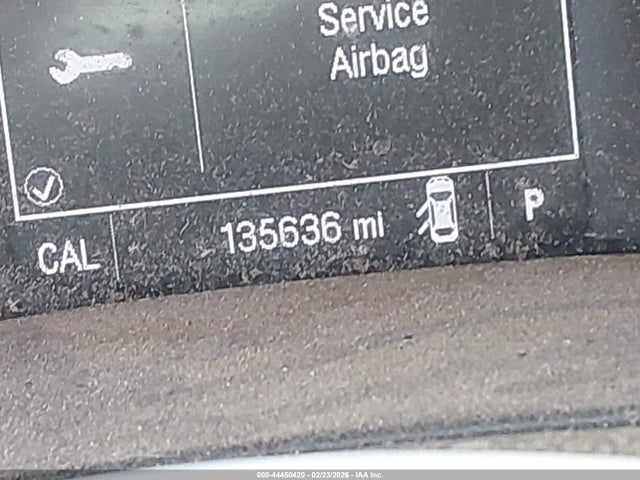 Service
Airbag
CAL 135636 mi P
000-44450420 - 02/23/2026 - IAA Inc.